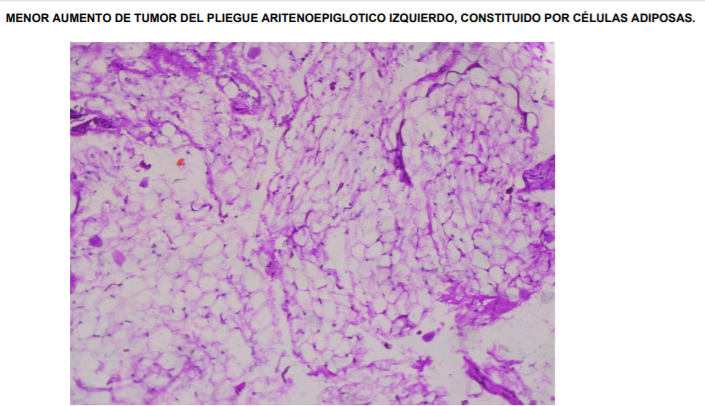 MENOR AUMENTO DE TUMOR DEL PLIEGUE ARITENOEPIGLOTICO IZQUIERDO, CONSTITUIDO POR CÉLULAS ADIPOSAS.